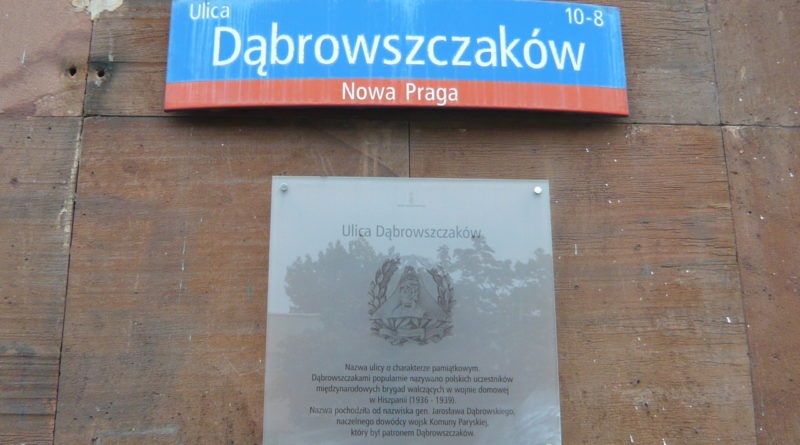 Ulica
10-8
Dąbrowszczaków
Nowa Praga
Ulica Dąbrowszczaków
Nazwa ulicy o charakterze pamiątkowym.
Dąbrowszczakami popularnie nazywano polskich uczestników
międzynarodowych brygad walczących w wojnie domowej
w Hiszpanii (1936 - 1939).
Nazwa pochodziła od nazwiska gen. Jarosława Dąbrowskiego,
naczelnego dowódcy wojsk Komuny Paryskiej,
który był patronem Dąbrowszczaków.